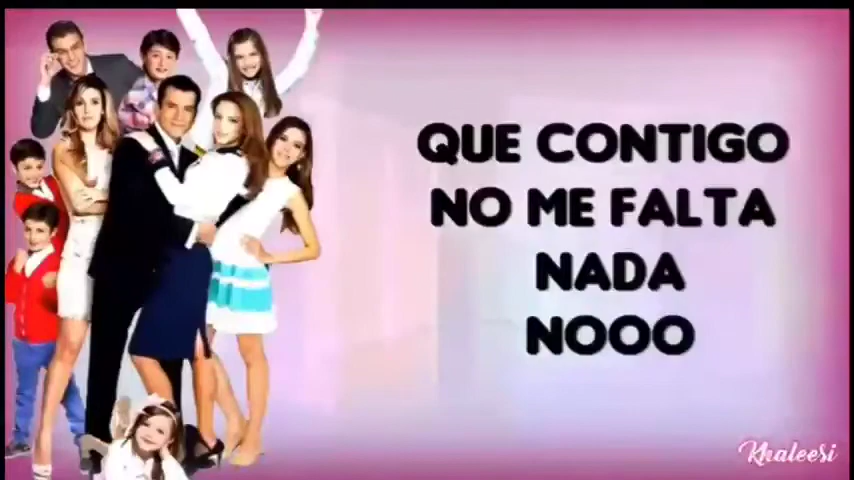 QUE CONTIGO
NO ME FALTA
NADA
NOOO
Khaleesi